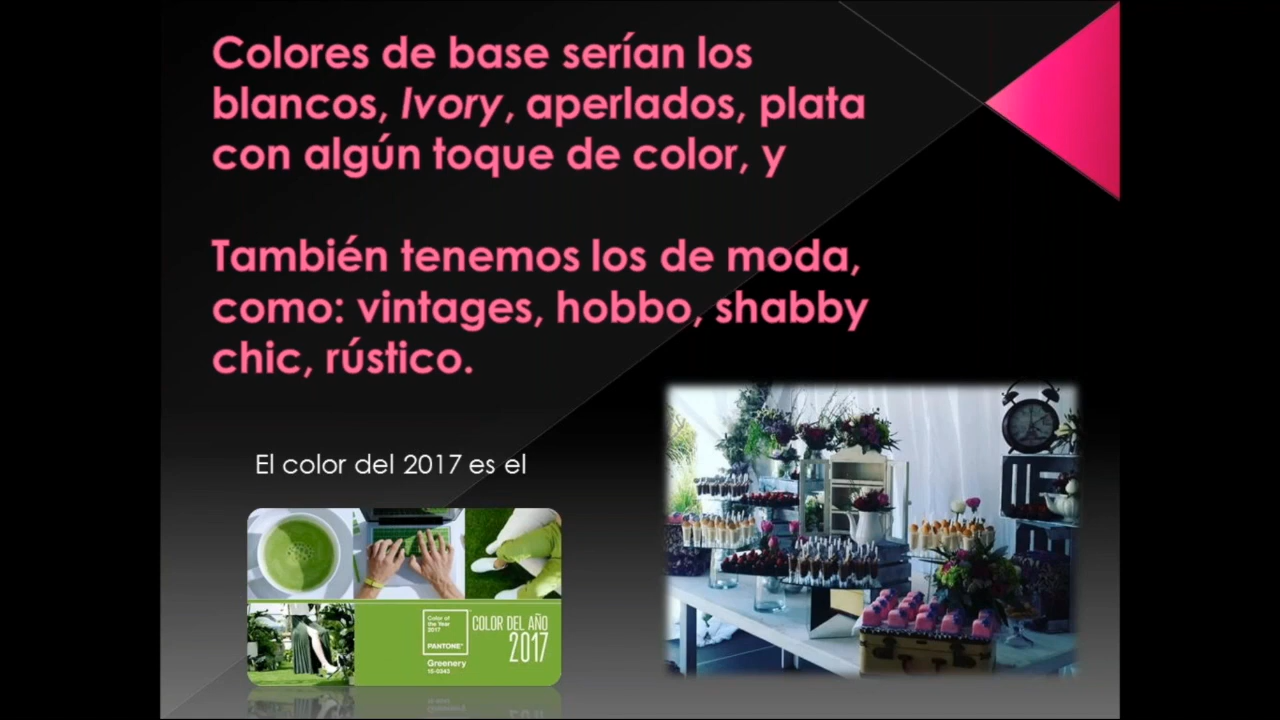 Colores de base serían los
blancos, Ivory, aperlados, plata
con algún toque de color, y
También tenemos los de moda,
como: vintages, hobbo, shabby
chic, rústico.
El color del 2017 es el
Color of
the Year
2017
PANTONE
Greenery
15-0343
COLOR DEL AÑO
2017